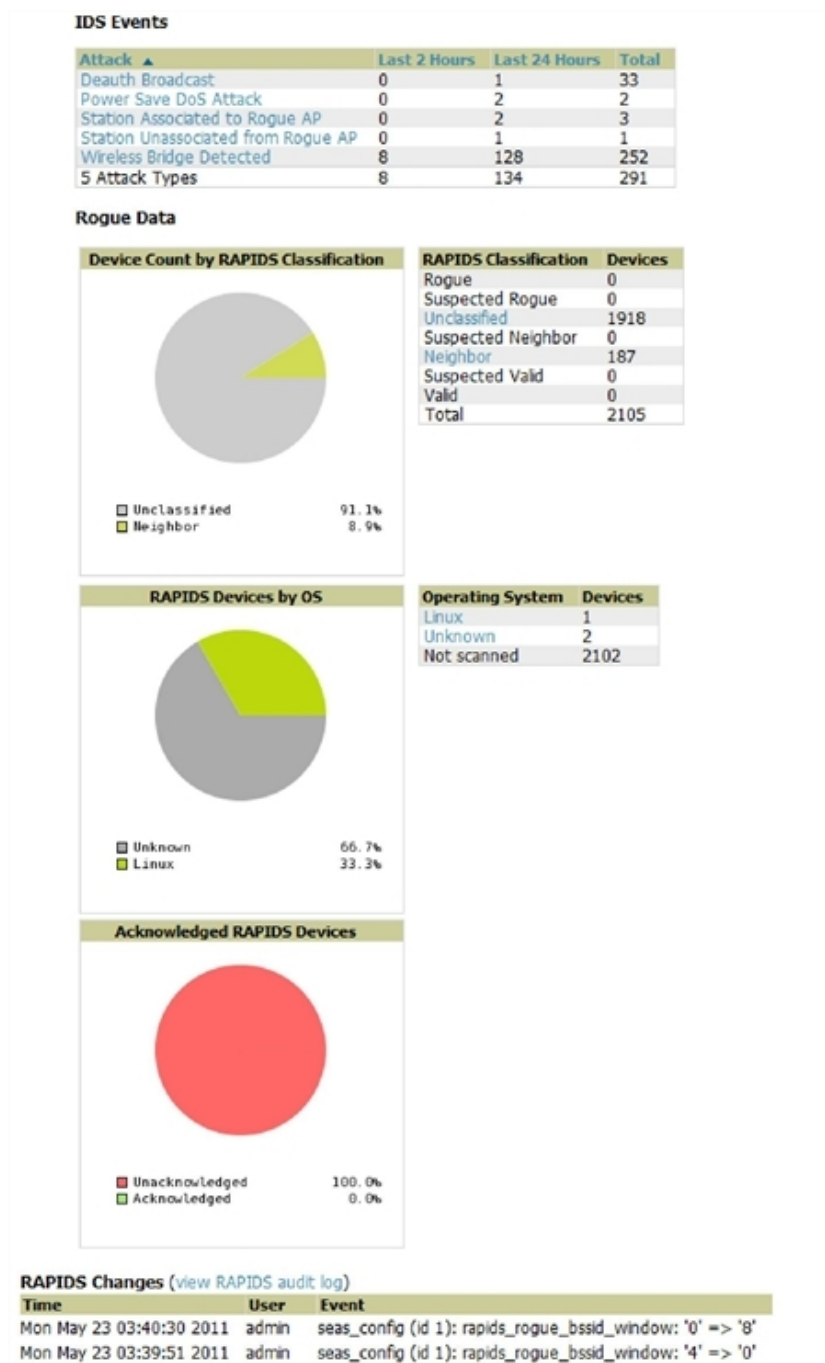 IDS Events
Attack ▲ Last 2 Hours Last 24 Hours Total
Deauth Broadcast 0 1 33
Power Save DoS Attack 0 2 2
Station Associated to Rogue AP 0 2 3
Station Unassociated from Rogue AP 0 1 1
Wireless Bridge Detected 8 128 252
5 Attack Types 8 134 291
Rogue Data
Device Count by RAPIDS Classification
Unclassified 91.1%
Neighbor 8.9%
RAPIDS Classification Devices
Rogue 0
Suspected Rogue 0
Unclassified 1918
Suspected Neighbor 0
Neighbor 187
Suspected Valid 0
Valid 0
Total 2105
RAPIDS Devices by OS
Unknown 66.7%
Linux 33.3%
Operating System Devices
Linux 1
Unknown 2
Not scanned 2102
Acknowledged RAPIDS Devices
Unacknowledged 100.0%
Acknowledged 0.0%
RAPIDS Changes (view RAPIDS audit log)
Time User Event
Mon May 23 03:40:30 2011 admin seas_config (id 1): rapids_rogue_bssid_window: '0' => '8'
Mon May 23 03:39:51 2011 admin seas_config (id 1): rapids_rogue_bssid_window: '4' => '0'